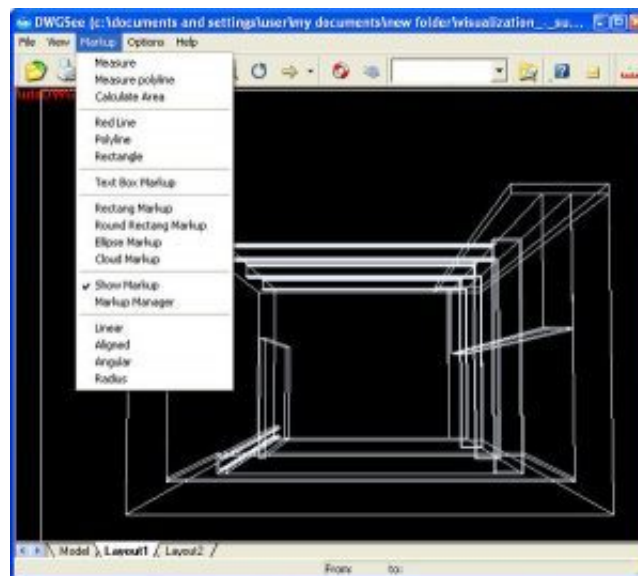 DWGSee (c:\documents and settings\user\my documents\new folder\visualization_-_su...
File View Markup Options Help
Measure
Measure polyline
Calculate Area
Red Line
Polyline
Rectangle
Text Box Markup
Rectang Markup
Round Rectang Markup
Ellipse Markup
Cloud Markup
Show Markup
Markup Manager
Linear
Aligned
Angular
Radius
Model Layout1 Layout2
From: to: